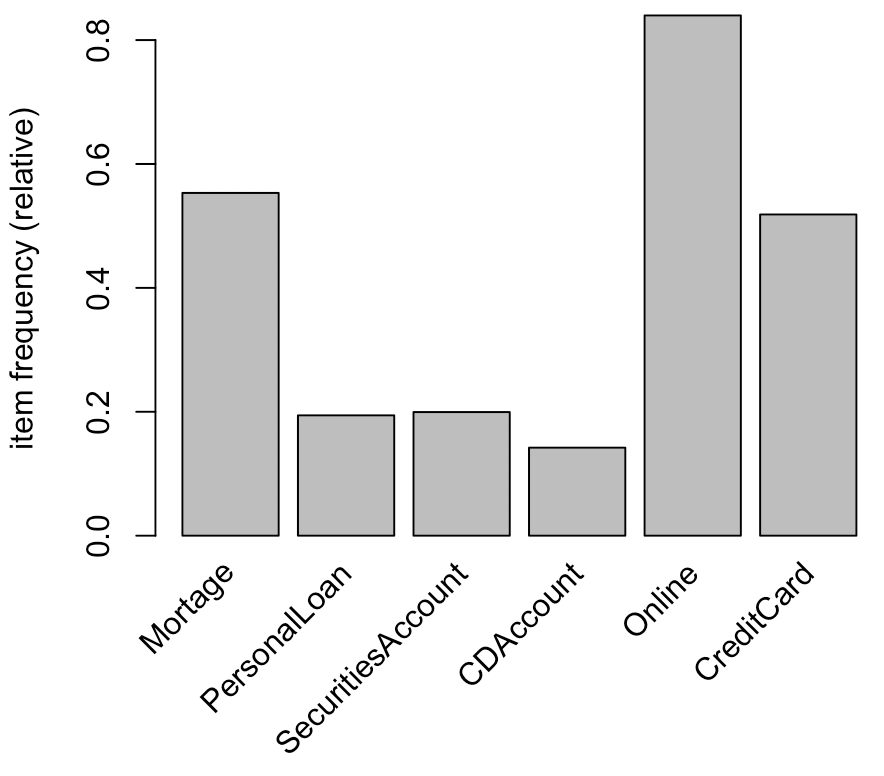 item frequency (relative)
0.8
0.6
0.4
0.2
0.0
Mortage
PersonalLoan
SecuritiesAccount
CDAccount
Online
CreditCard